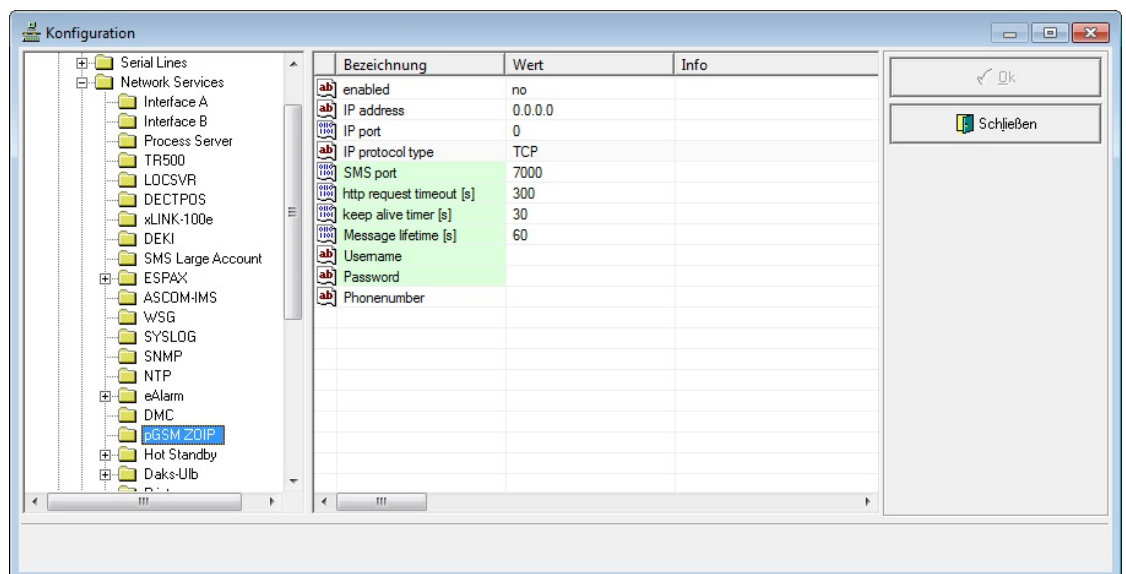 Konfiguration
Serial Lines
Network Services
Interface A
Interface B
Process Server
TR500
LOCSVR
DECTPOS
xLINK-100e
DEKI
SMS Large Account
ESPAX
ASCOM-IMS
WSG
SYSLOG
SNMP
NTP
eAlarm
DMC
pGSM ZOIP
Hot Standby
Daks-Ulb
Bezeichnung Wert Info
enabled no
IP address 0.0.0.0
IP port 0
IP protocol type TCP
SMS port 7000
http request timeout [s] 300
keep alive timer [s] 30
Message lifetime [s] 60
Username
Password
Phonenumber
Ok
Schließen